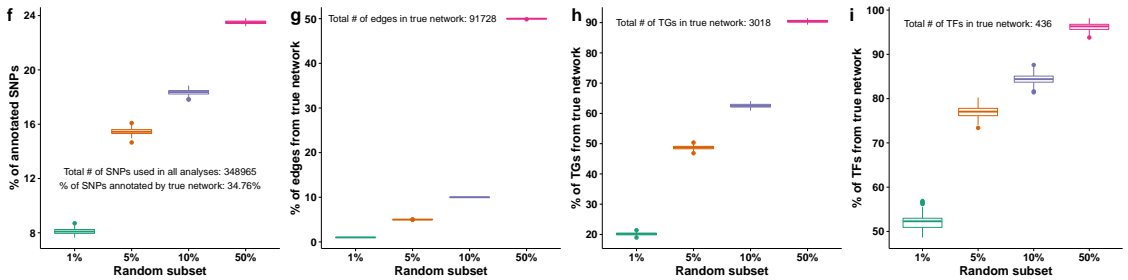 f
% of annotated SNPs
24
20
16
12
8
Total # of SNPs used in all analyses: 348965
% of SNPs annotated by true network: 34.76%
1% 5% 10% 50%
Random subset
g
% of edges from true network
Total # of edges in true network: 91728
50
40
30
20
10
0
1% 5% 10% 50%
Random subset
h
% of TGs from true network
Total # of TGs in true network: 3018
90
80
70
60
50
40
30
20
1% 5% 10% 50%
Random subset
i
% of TFs from true network
Total # of TFs in true network: 436
100
90
80
70
60
50
1% 5% 10% 50%
Random subset